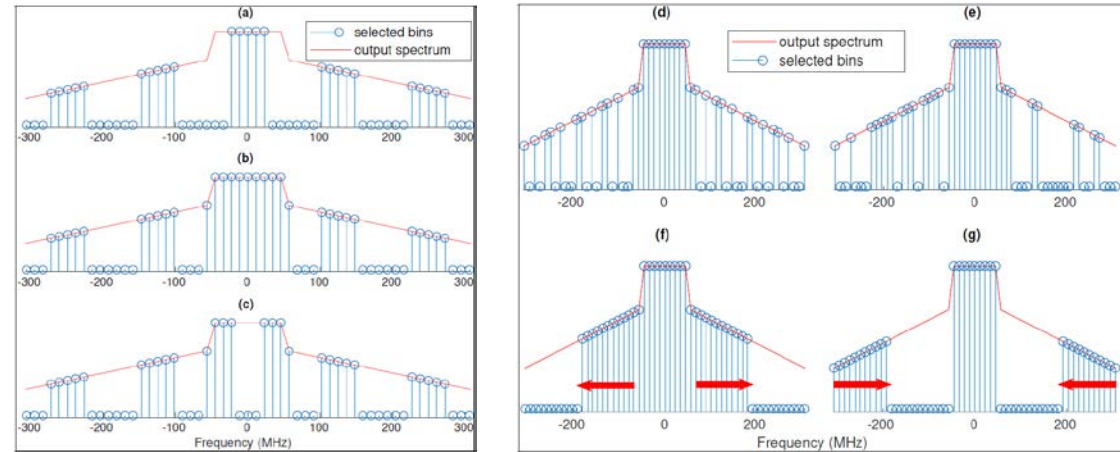 (a)
selected bins
output spectrum
-300 -200 -100 0 100 200 300
(b)
-300 -200 -100 0 100 200 300
(c)
-300 -200 -100 0 100 200 300
Frequency (MHz)
(d)
(e)
output spectrum
selected bins
-200 0 200
-200 0 200
(f)
(g)
-200 0 200
-200 0 200
Frequency (MHz)